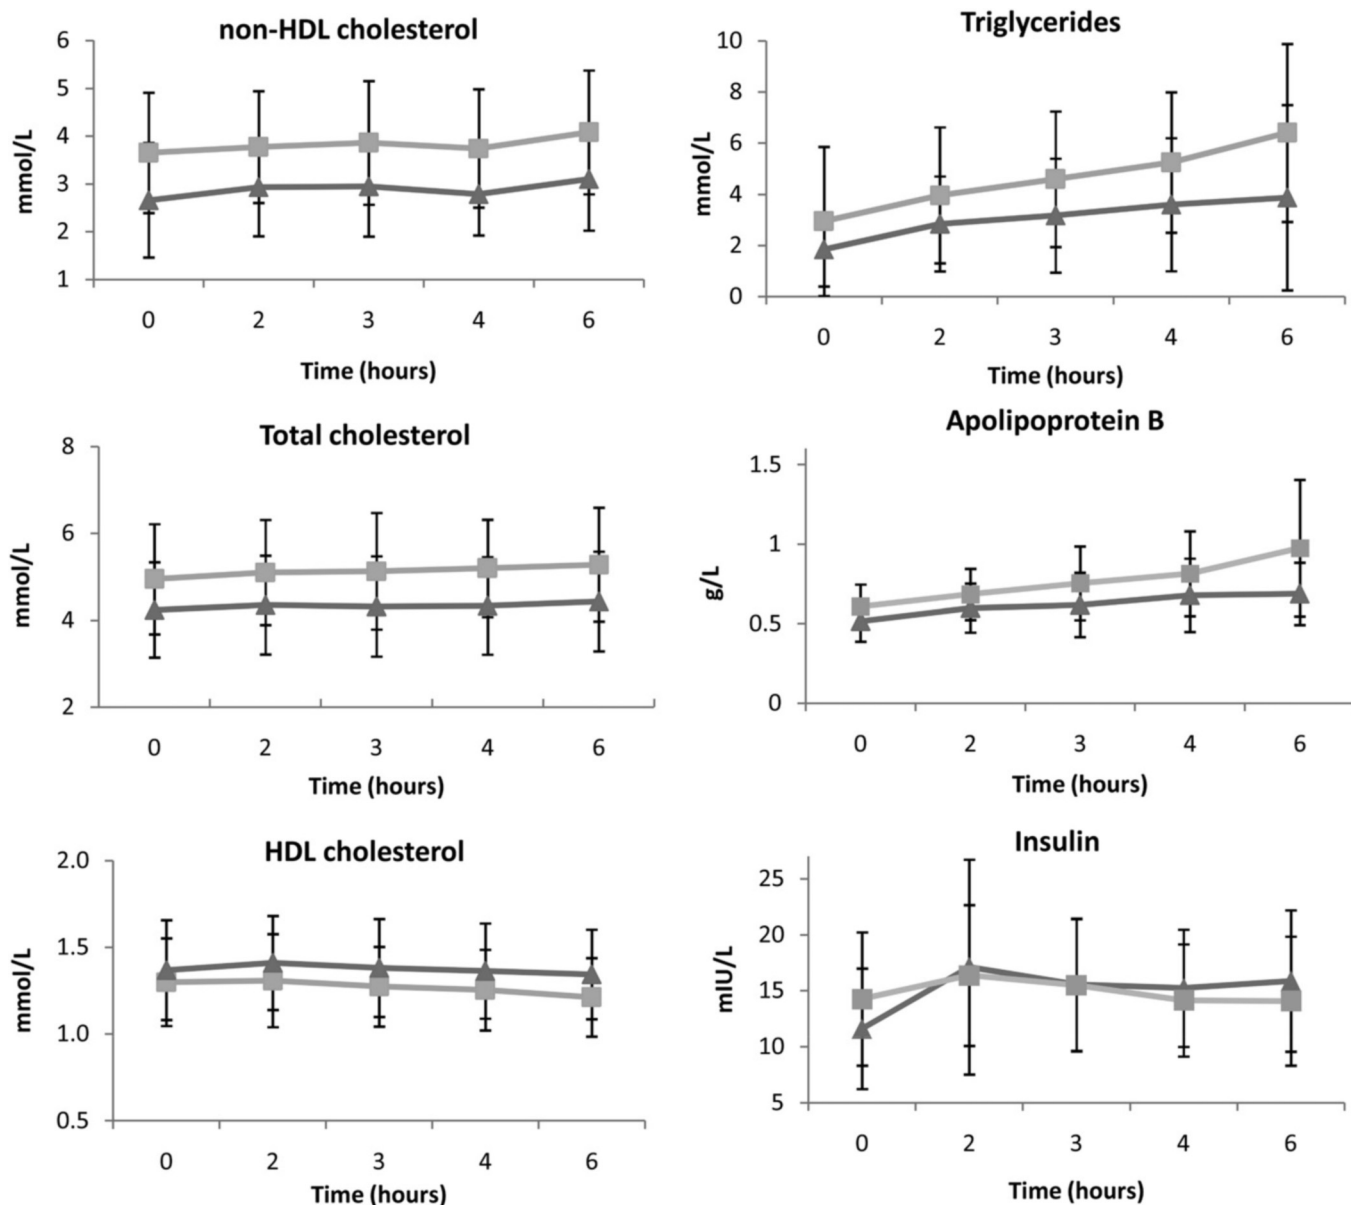 non-HDL cholesterol
6
5
4
3
2
1
mmol/L
0 2 3 4 6
Time (hours)
Triglycerides
10
8
6
4
2
0
mmol/L
0 2 3 4 6
Time (hours)
Total cholesterol
8
6
4
2
mmol/L
0 2 3 4 6
Time (hours)
Apolipoprotein B
1.5
1
0.5
0
g/L
0 2 3 4 6
Time (hours)
HDL cholesterol
2.0
1.5
1.0
0.5
mmol/L
0 2 3 4 6
Time (hours)
Insulin
25
20
15
10
5
mIU/L
0 2 3 4 6
Time (hours)